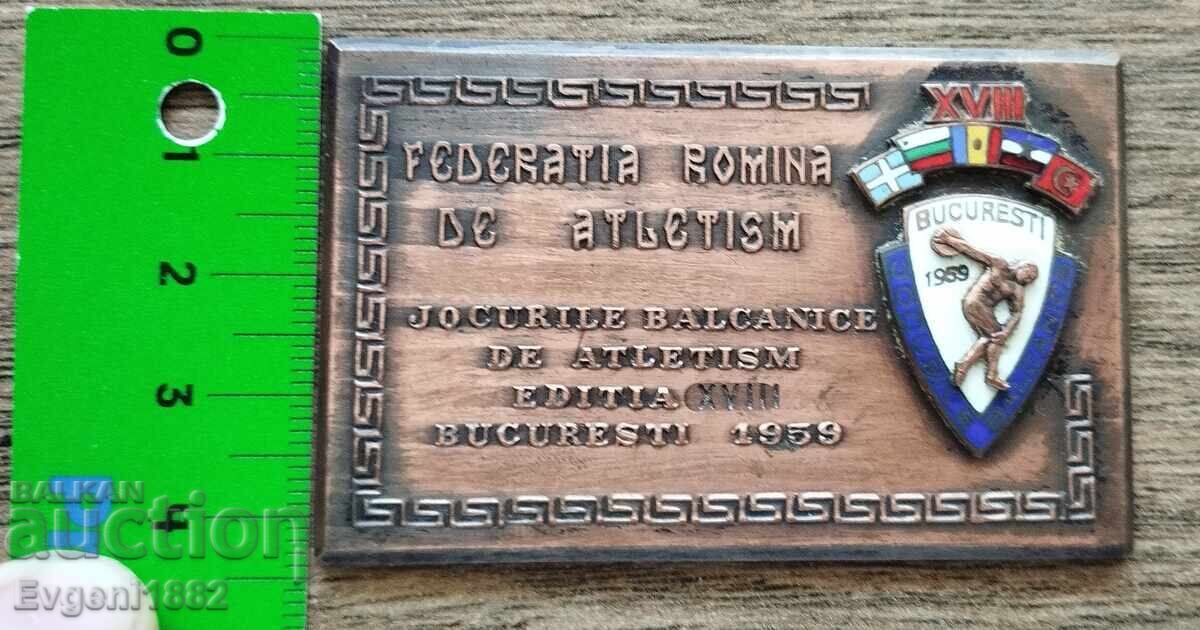 0
1
2
3
4
FEDERATIA ROMINA
DE ATLETISM
JOCURILE BALCANICE
DE ATLETISM
EDITIA XVIII
BUCURESTI 1959
XVIII
BUCURESTI
1959
BALKAN
auction
Evgeni1882